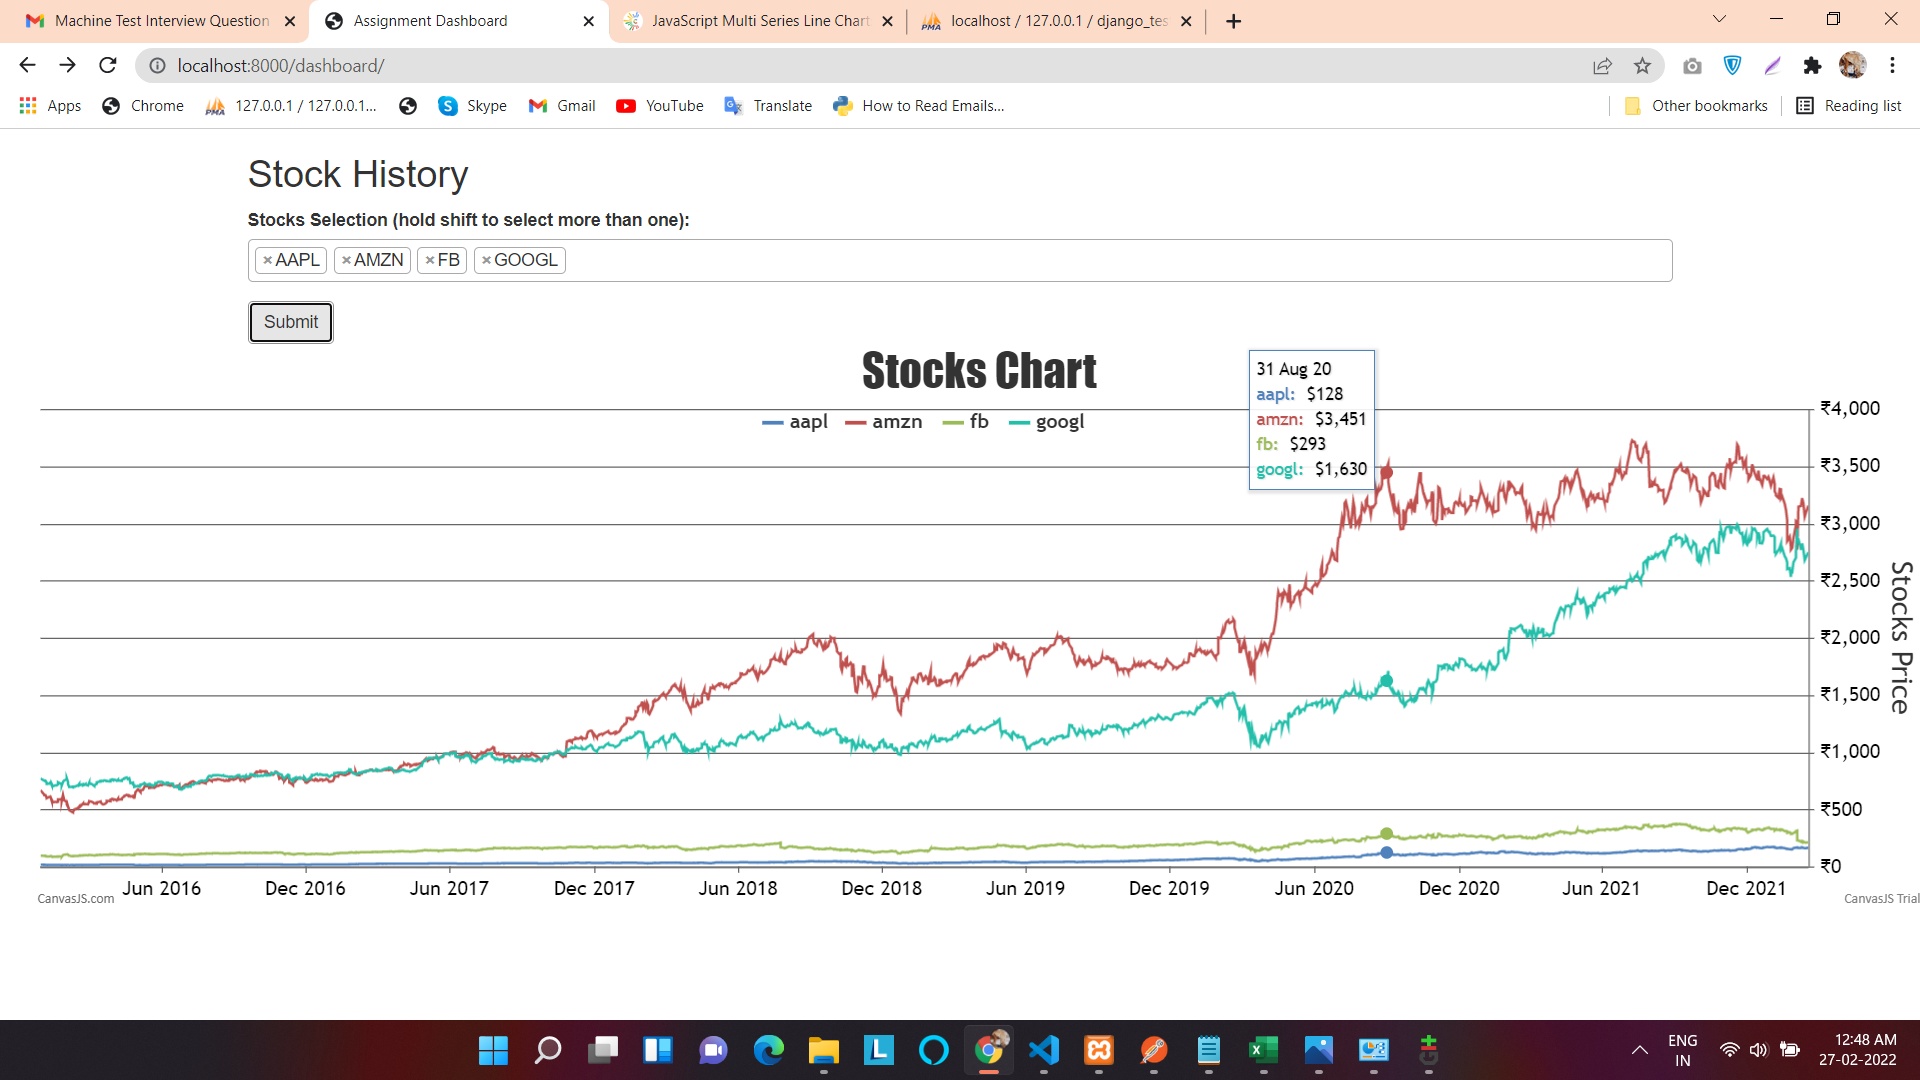 Machine Test Interview Question
Assignment Dashboard
JavaScript Multi Series Line Chart
localhost / 127.0.0.1 / django_tes
localhost:8000/dashboard/
Apps
Chrome
127.0.0.1 / 127.0.0.1...
Skype
Gmail
YouTube
Translate
How to Read Emails...
Other bookmarks
Reading list
Stock History
Stocks Selection (hold shift to select more than one):
×AAPL ×AMZN ×FB ×GOOGL
Submit
Stocks Chart
aapl amzn fb googl
31 Aug 20
aapl: $128
amzn: $3,451
fb: $293
googl: $1,630
₹4,000
₹3,500
₹3,000
₹2,500
₹2,000
₹1,500
₹1,000
₹500
₹0
Stocks Price
Jun 2016 Dec 2016 Jun 2017 Dec 2017 Jun 2018 Dec 2018 Jun 2019 Dec 2019 Jun 2020 Dec 2020 Jun 2021 Dec 2021
CanvasJS.com
CanvasJS Trial
ENG
IN
12:48 AM
27-02-2022